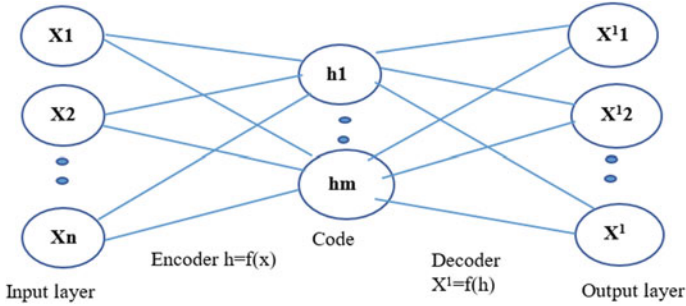 X1
X2
Xn
Input layer
h1
hm
Code
Encoder h=f(x)
Decoder
X¹=f(h)
X¹1
X¹2
X¹
Output layer